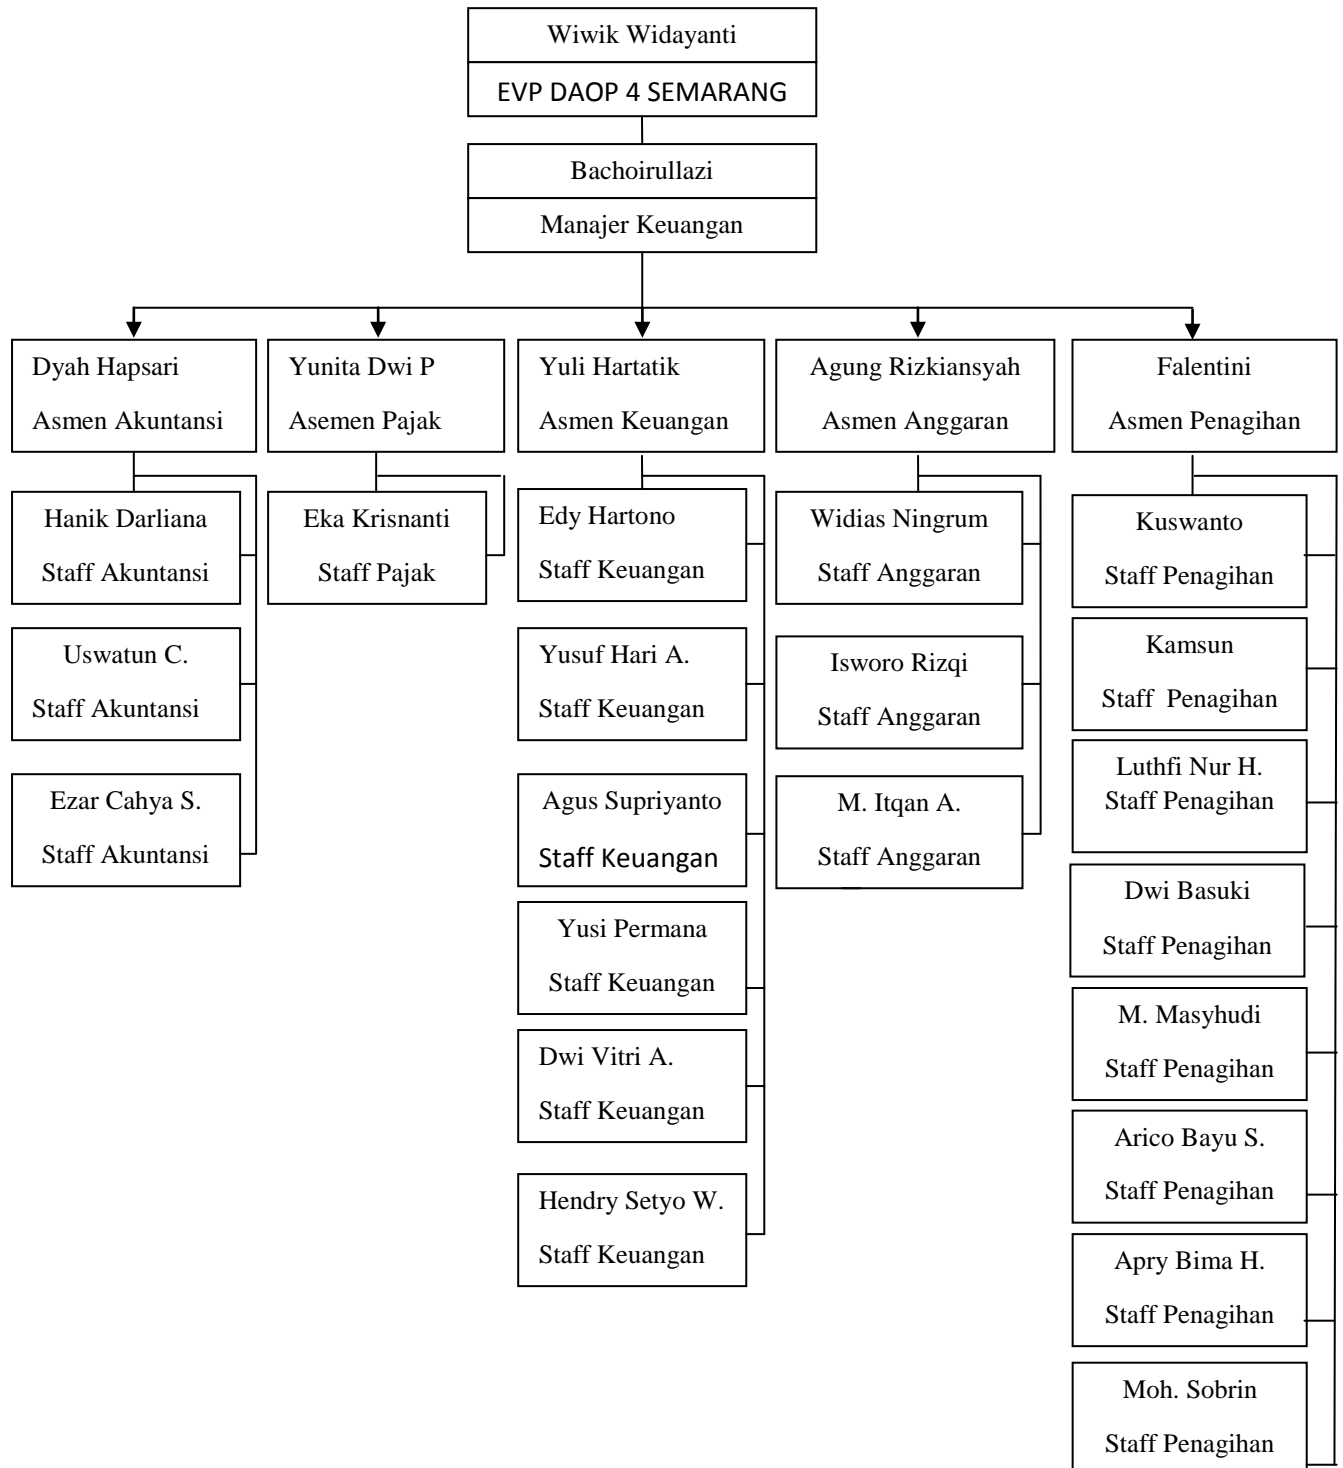 Wiwik Widayanti
EVP DAOP 4 SEMARANG
Bachoirullazi
Manajer Keuangan
Dyah Hapsari
Asmen Akuntansi
Yunita Dwi P
Asemen Pajak
Yuli Hartatik
Asmen Keuangan
Agung Rizkiansyah
Asmen Anggaran
Falentini
Asmen Penagihan
Hanik Darliana
Staff Akuntansi
Uswatun C.
Staff Akuntansi
Ezar Cahya S.
Staff Akuntansi
Eka Krisnanti
Staff Pajak
Edy Hartono
Staff Keuangan
Yusuf Hari A.
Staff Keuangan
Agus Supriyanto
Staff Keuangan
Yusi Permana
Staff Keuangan
Dwi Vitri A.
Staff Keuangan
Hendry Setyo W.
Staff Keuangan
Widias Ningrum
Staff Anggaran
Isworo Rizqi
Staff Anggaran
M. Itqan A.
Staff Anggaran
Kuswanto
Staff Penagihan
Kamsun
Staff  Penagihan
Luthfi Nur H.
Staff Penagihan
Dwi Basuki
Staff Penagihan
M. Masyhudi
Staff Penagihan
Arico Bayu S.
Staff Penagihan
Apry Bima H.
Staff Penagihan
Moh. Sobrin
Staff Penagihan